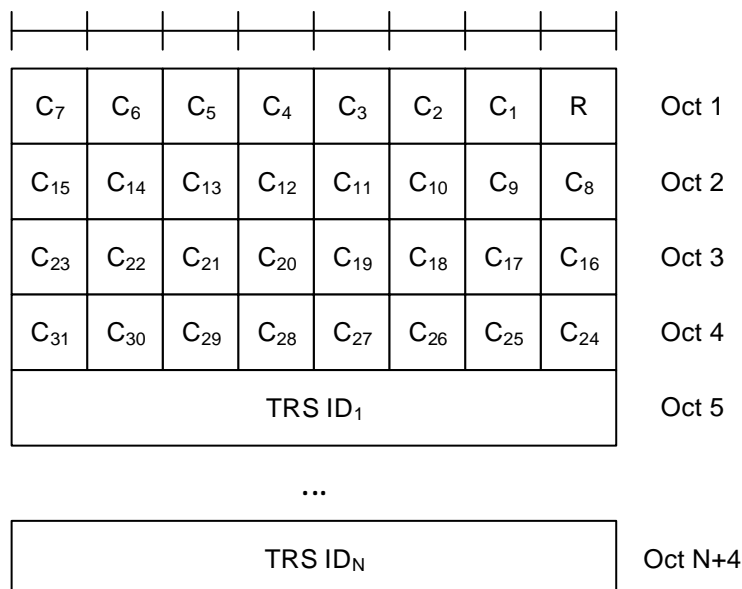 C₇ C₆ C₅ C₄ C₃ C₂ C₁ R Oct 1
C₁₅ C₁₄ C₁₃ C₁₂ C₁₁ C₁₀ C₉ C₈ Oct 2
C₂₃ C₂₂ C₂₁ C₂₀ C₁₉ C₁₈ C₁₇ C₁₆ Oct 3
C₃₁ C₃₀ C₂₉ C₂₈ C₂₇ C₂₆ C₂₅ C₂₄ Oct 4
TRS ID₁ Oct 5
...
TRS ID_N Oct N+4